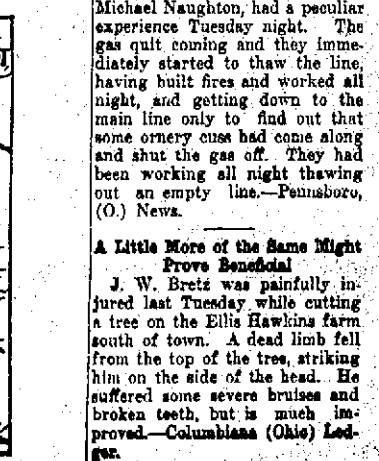 Michael Naughton, had a peculiar
experience Tuesday night. The
gas quit coming and they imme-
diately started to thaw the line,
having built fires and worked all
night, and getting down to the
main line only to find out that
some ornery cuss had come along
and shut the gas off. They had
been working all night thawing
out an empty line.—Pennsboro,
(O.) News.
A Little More of the Same Might
Prove Beneficial
J. W. Bretz was painfully in-
jured last Tuesday while cutting
a tree on the Ellis Hawkins farm
south of town. A dead limb fell
from the top of the tree, striking
him on the side of the head. He
suffered some severe bruises and
broken teeth, but is much im-
proved.—Columbiana (Ohio) Led-
ger.